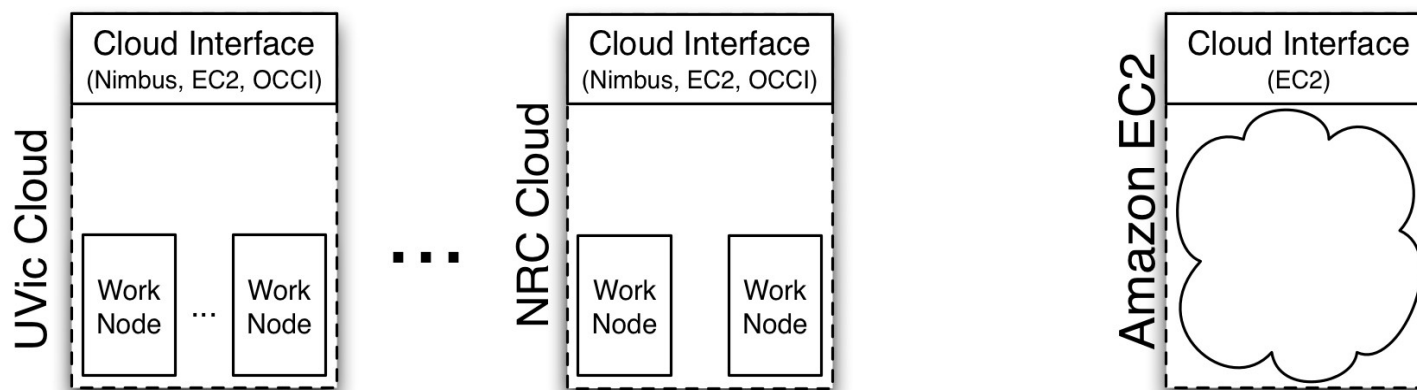 UVic Cloud
Cloud Interface
(Nimbus, EC2, OCCI)
Work
Node
...
Work
Node
...
NRC Cloud
Cloud Interface
(Nimbus, EC2, OCCI)
Work
Node
Work
Node
Amazon EC2
Cloud Interface
(EC2)